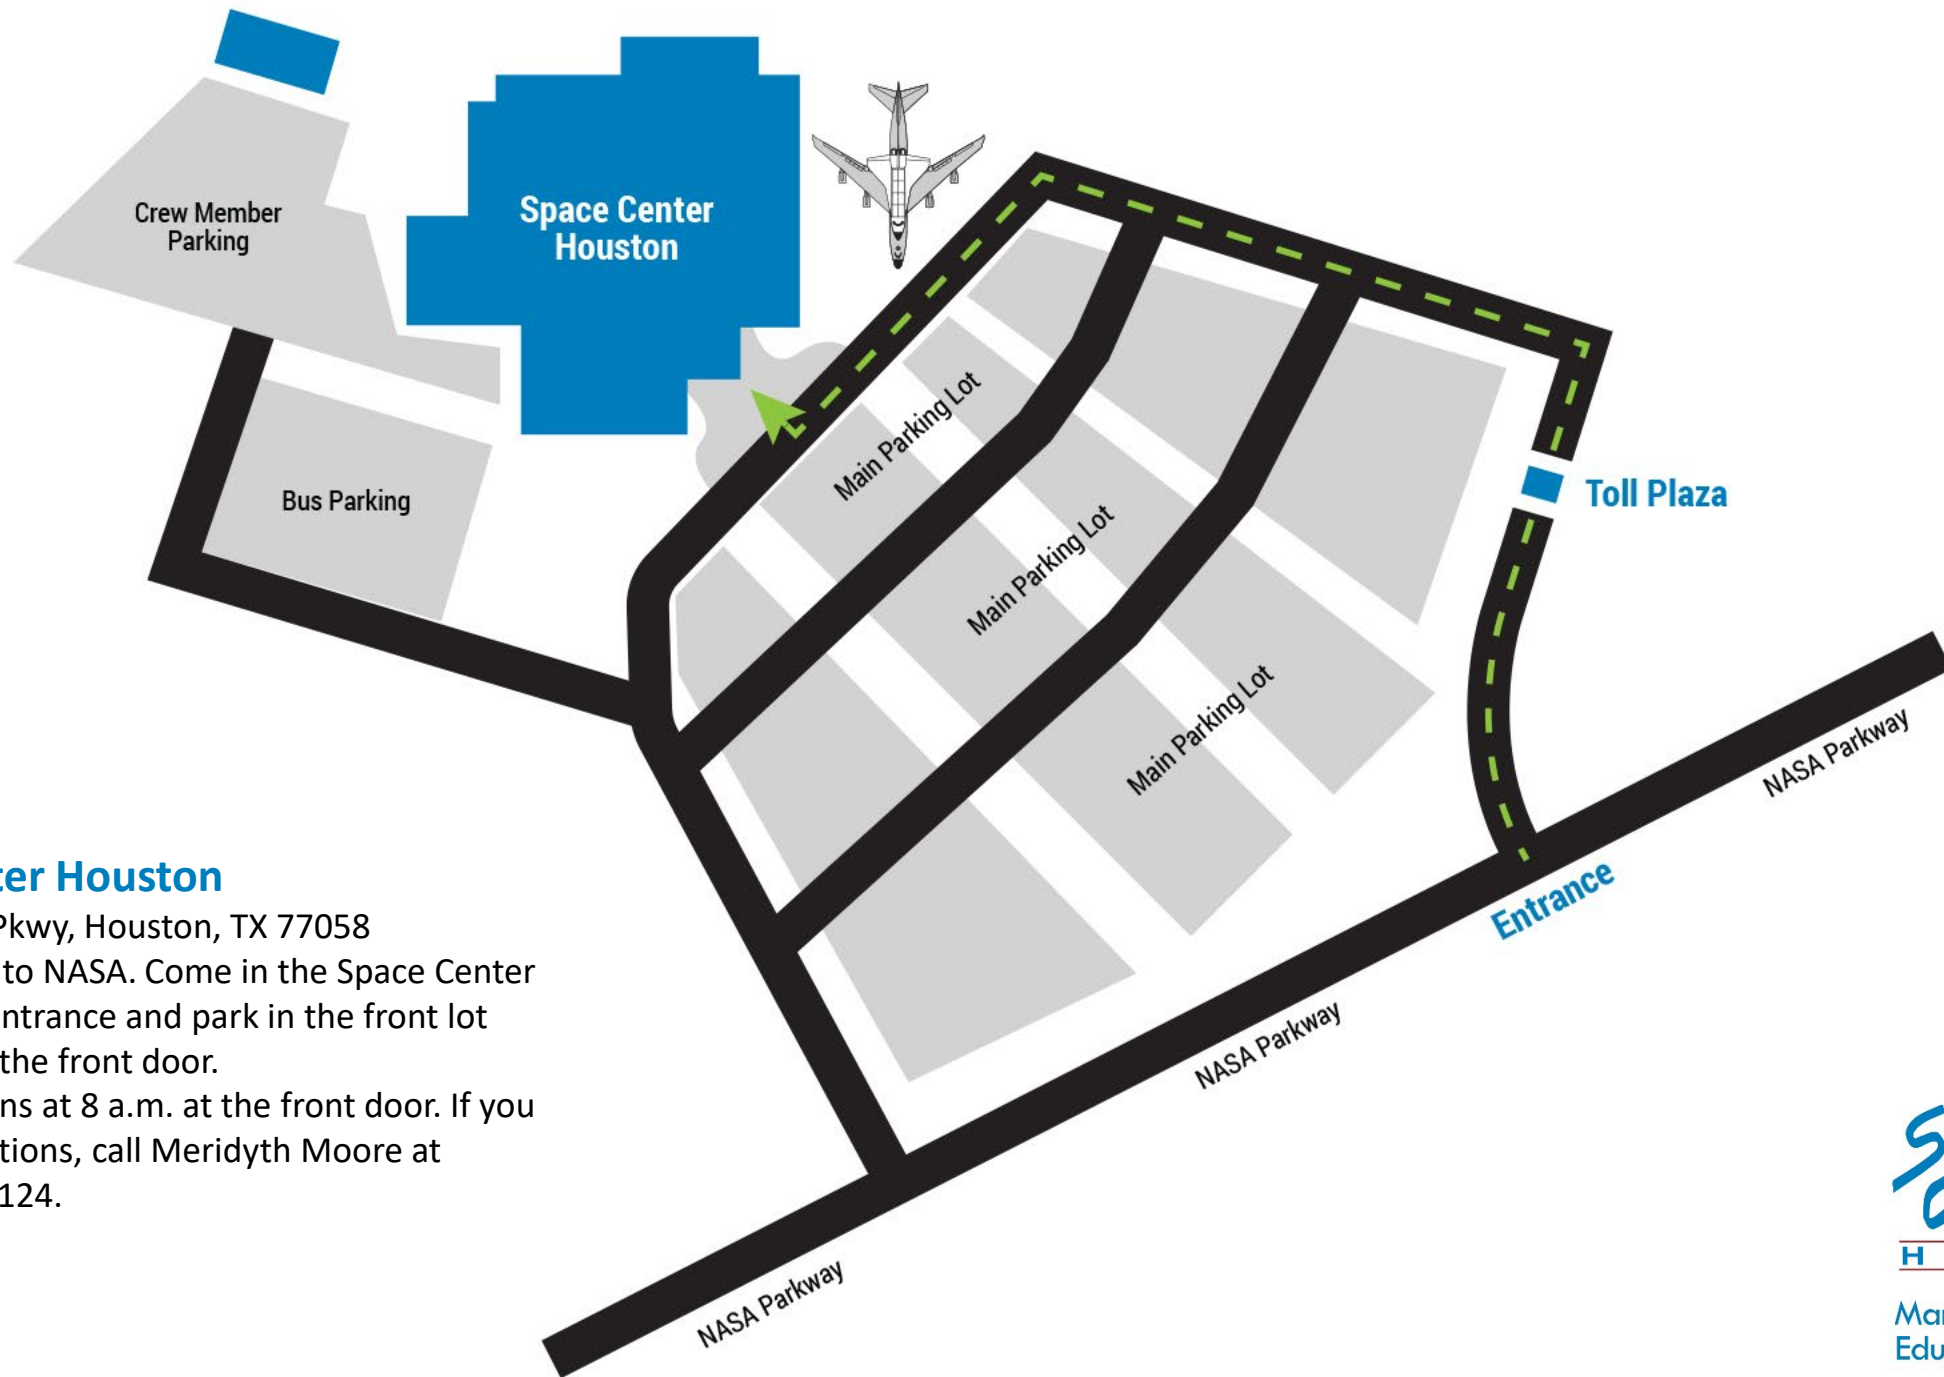 Crew Member
Parking
Space Center
Houston
Main Parking Lot
Bus Parking
Toll Plaza
Main Parking Lot
Main Parking Lot
NASA Parkway
ter Houston
Pkwy, Houston, TX 77058
to NASA. Come in the Space Center
ntrance and park in the front lot
the front door.
ns at 8 a.m. at the front door. If you
tions, call Meridyth Moore at
124.
Entrance
NASA Parkway
NASA Parkway
H
Mar
Edu